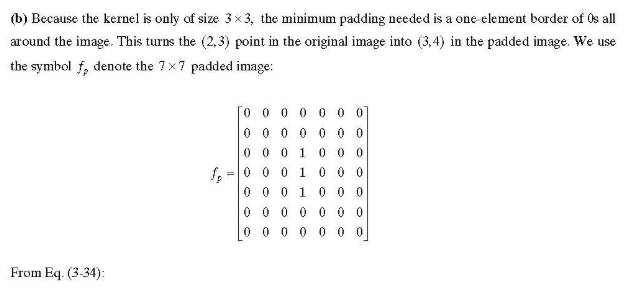 (b) Because the kernel is only of size 3×3, the minimum padding needed is a one-element border of 0s all
around the image. This turns the (2,3) point in the original image into (3,4) in the padded image. We use
the symbol fₚ denote the 7×7 padded image:
0 0 0 0 0 0 0
0 0 0 0 0 0 0
0 0 0 1 0 0 0
fₚ = 0 0 0 1 0 0 0
0 0 0 1 0 0 0
0 0 0 0 0 0 0
0 0 0 0 0 0 0
From Eq. (3-34):